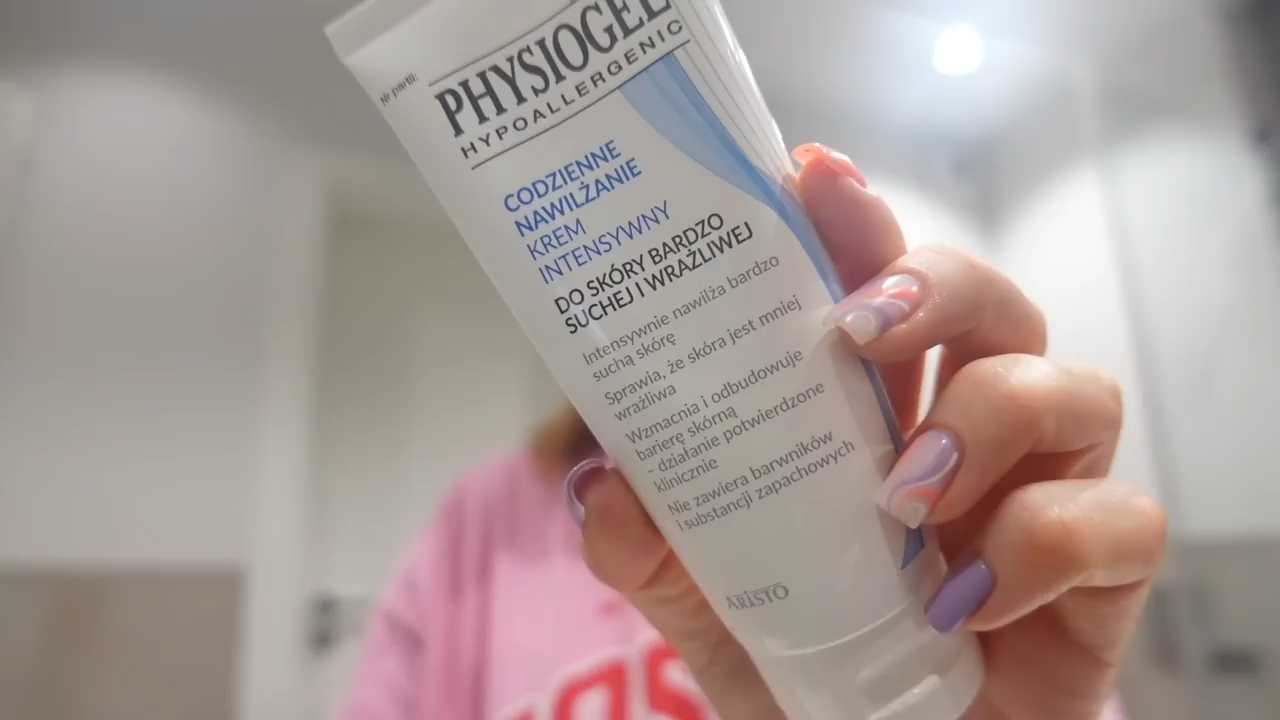 Nr partii:
PHYSIOGEL
HYPOALLERGENIC
CODZIENNE
NAWILŻANIE
KREM
INTENSYWNY
DO SKÓRY BARDZO
SUCHEJ I WRAŻLIWEJ
Intensywnie nawilża bardzo
suchą skórę
Sprawia, że skóra jest mniej
wrażliwa
Wzmacnia i odbudowuje
barierę skórną
– działanie potwierdzone
klinicznie
Nie zawiera barwników
i substancji zapachowych
ARISTO